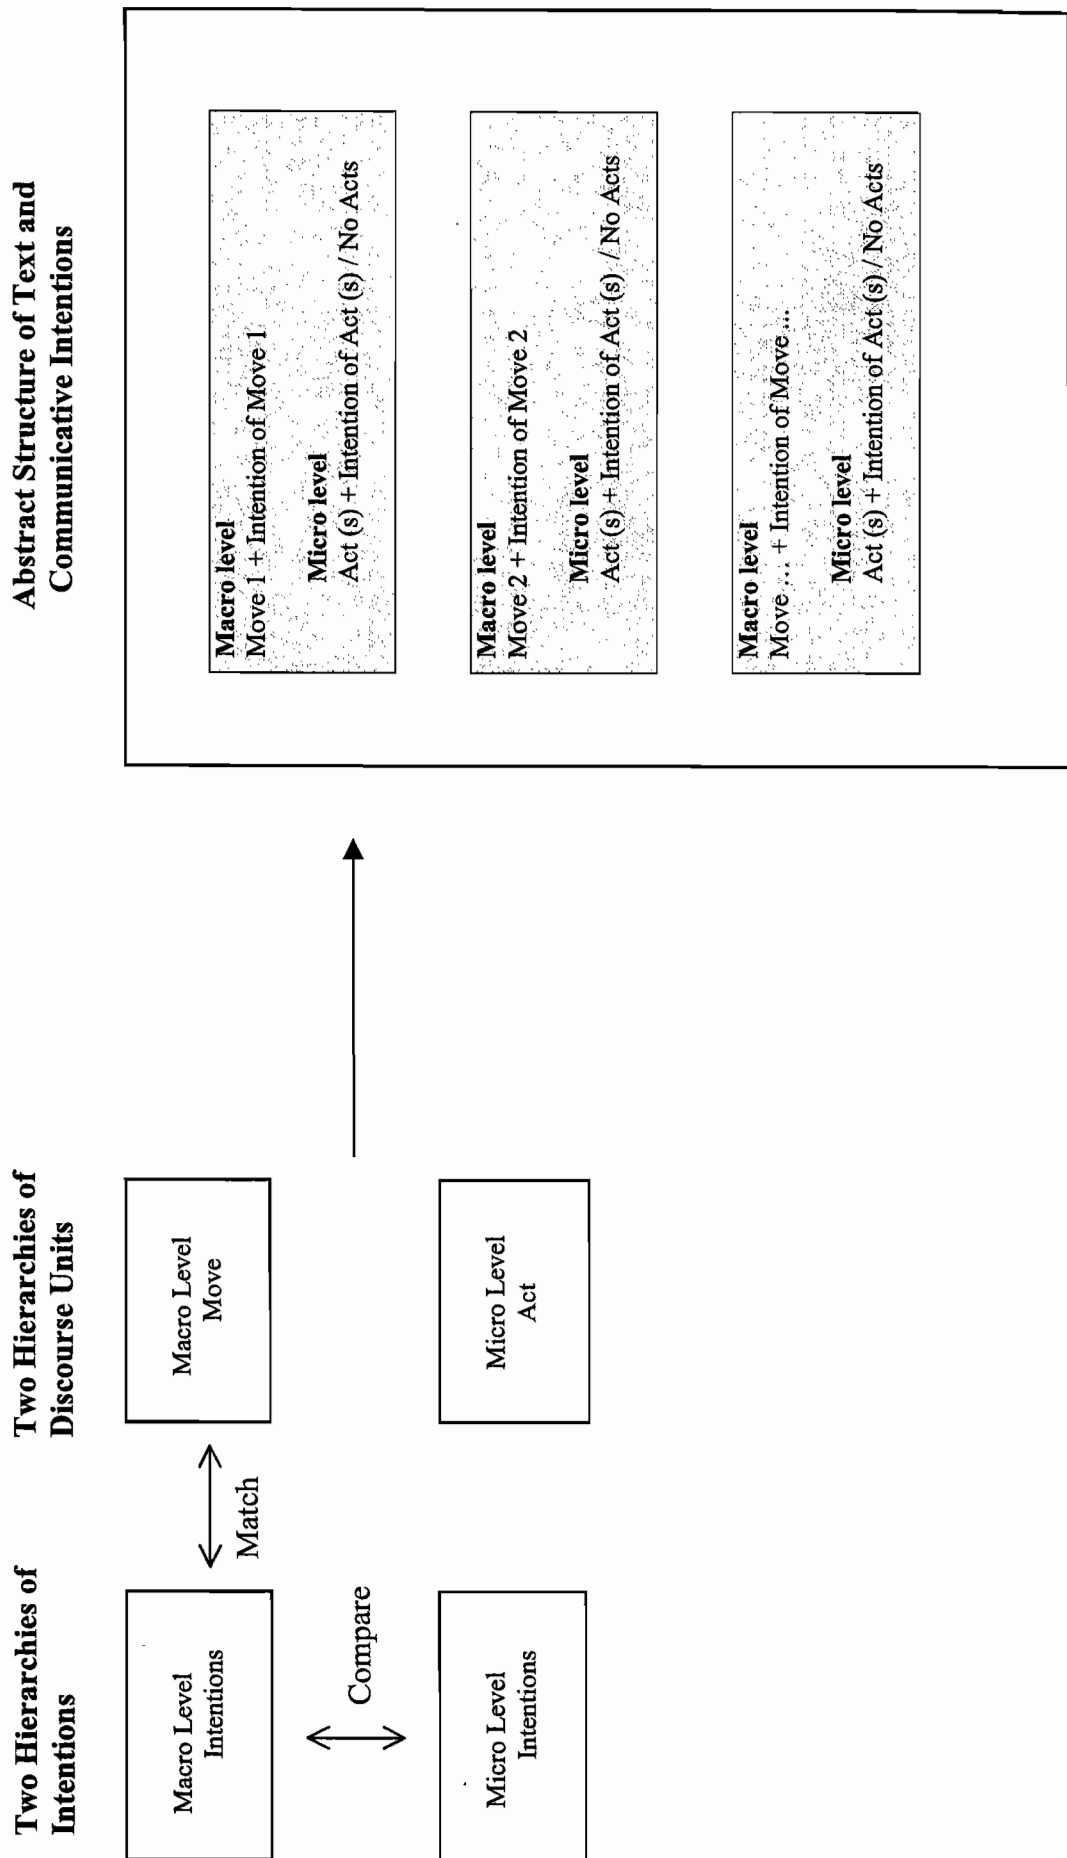 Two Hierarchies of
Intentions
Macro Level
Intentions
Compare
Micro Level
Intentions
Match
Two Hierarchies of
Discourse Units
Macro Level
Move
Micro Level
Act
Abstract Structure of Text and
Communicative Intentions
Macro level
Move 1 + Intention of Move 1
Micro level
Act (s) + Intention of Act (s) / No Acts
Macro level
Move 2 + Intention of Move 2
Micro level
Act (s) + Intention of Act (s) / No Acts
Macro level
Move ... + Intention of Move ...
Micro level
Act (s) + Intention of Act (s) / No Acts